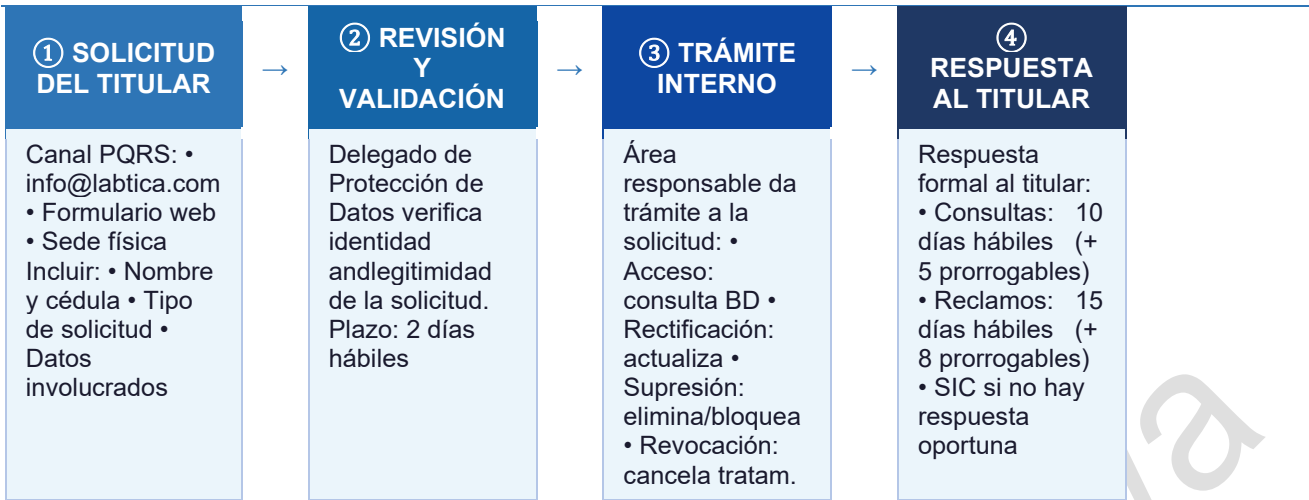 ① SOLICITUD
DEL TITULAR
→
② REVISIÓN
Y
VALIDACIÓN
→
③ TRÁMITE
INTERNO
→
④
RESPUESTA
AL TITULAR
Canal PQRS: •
info@labtica.com
• Formulario web
• Sede física
Incluir: • Nombre
y cédula • Tipo
de solicitud •
Datos
involucrados
Delegado de
Protección de
Datos verifica
identidad
andlegitimidad
de la solicitud.
Plazo: 2 días
hábiles
Área
responsable da
trámite a la
solicitud: •
Acceso:
consulta BD •
Rectificación:
actualiza •
Supresión:
elimina/bloquea
• Revocación:
cancela tratam.
Respuesta
formal al titular:
• Consultas: 10
días hábiles (+
5 prorrogables)
• Reclamos: 15
días hábiles (+
8 prorrogables)
• SIC si no hay
respuesta
oportuna